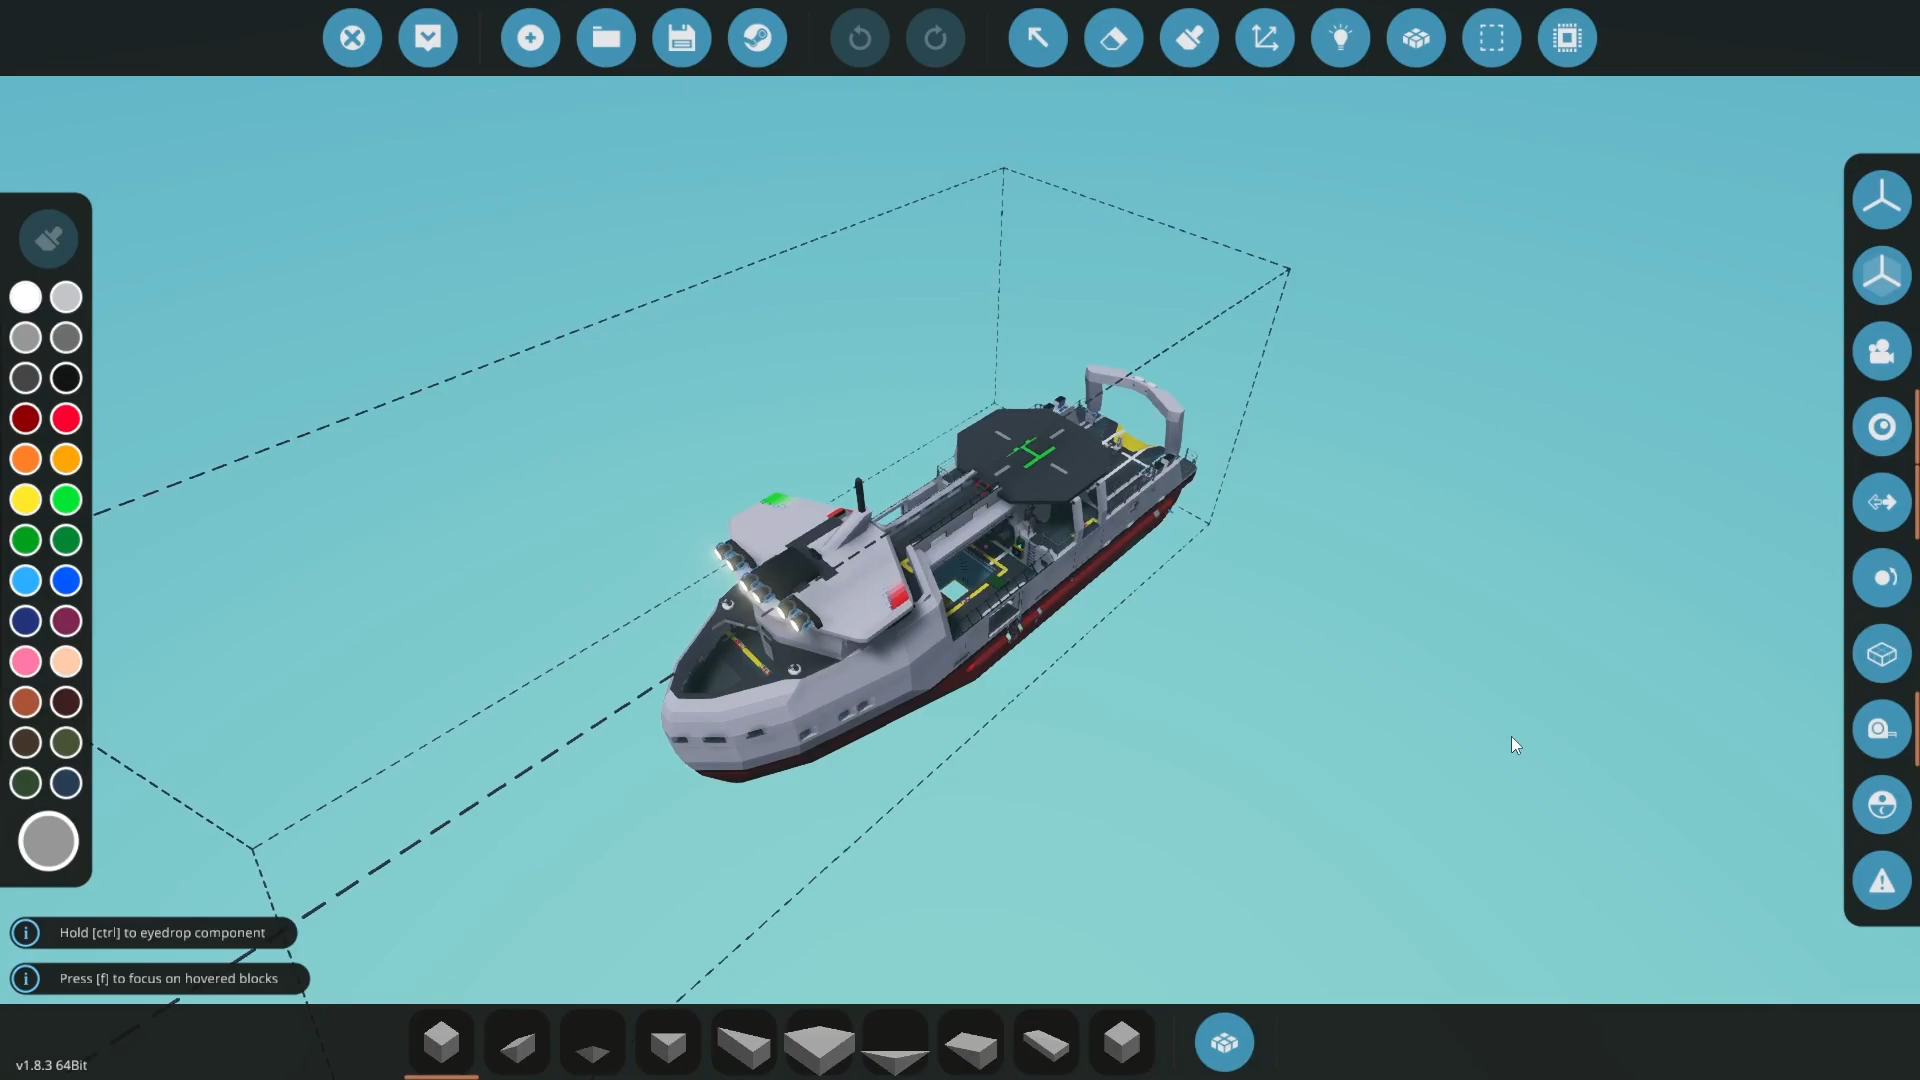 Hold [ctrl] to eyedrop component
Press [f] to focus on hovered blocks
v1.8.3 64Bit